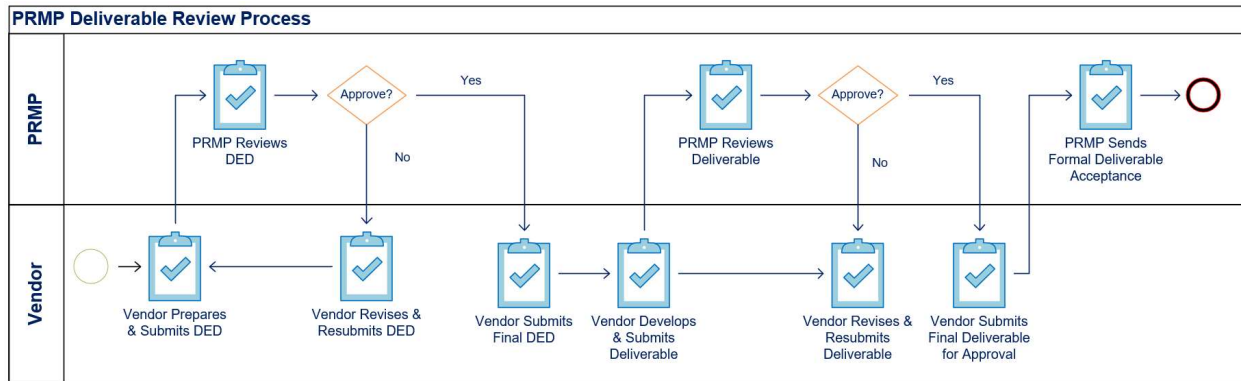 PRMP Deliverable Review Process
PRMP
PRMP Reviews
DED
Approve?
Yes
No
PRMP Reviews
Deliverable
Approve?
Yes
No
PRMP Sends
Formal Deliverable
Acceptance
Vendor
Vendor Prepares
& Submits DED
Vendor Revises &
Resubmits DED
Vendor Submits
Final DED
Vendor Develops
& Submits
Deliverable
Vendor Revises &
Resubmits
Deliverable
Vendor Submits
Final Deliverable
for Approval